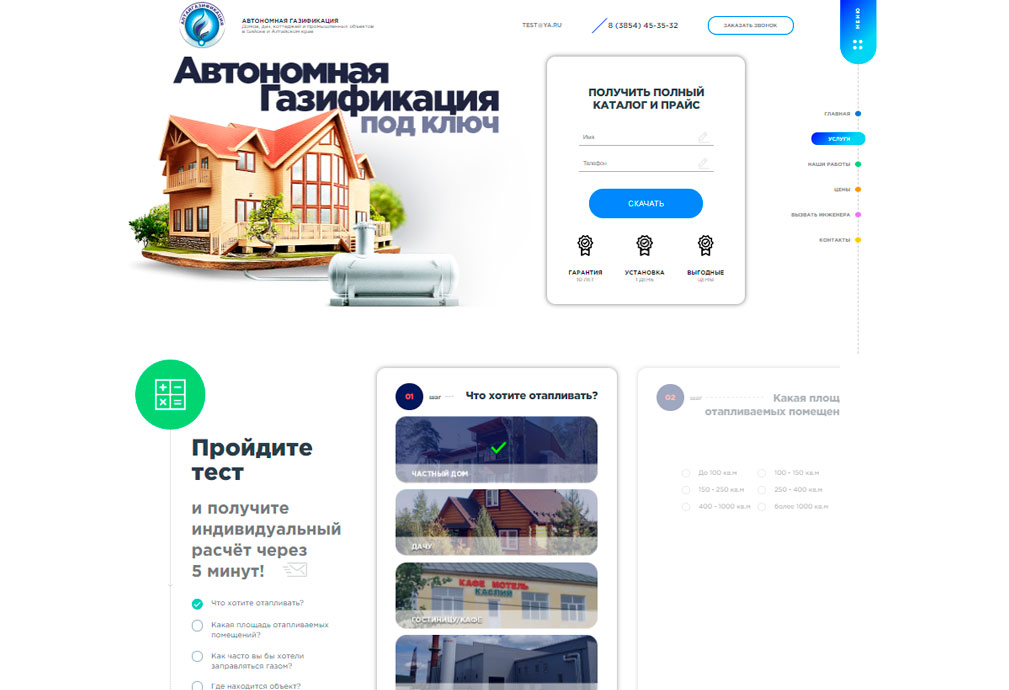 АЛТАЙГАЗИФИКАЦИЯ
АВТОНОМНАЯ ГАЗИФИКАЦИЯ
Домов, дач, коттеджей и промышленных объектов
в Бийске и Алтайском крае
TEST@YA.RU
8 (3854) 45-35-32
ЗАКАЗАТЬ ЗВОНОК
МЕНЮ
Автономная
Газификация
под ключ
ПОЛУЧИТЬ ПОЛНЫЙ
КАТАЛОГ И ПРАЙС
Имя
Телефон
СКАЧАТЬ
ГАРАНТИЯ
10 ЛЕТ
УСТАНОВКА
1 ДЕНЬ
ВЫГОДНЫЕ
ЦЕНЫ
ГЛАВНАЯ
УСЛУГИ
НАШИ РАБОТЫ
ЦЕНЫ
ВЫЗВАТЬ ИНЖЕНЕРА
КОНТАКТЫ
Пройдите
тест
и получите
индивидуальный
расчёт через
5 минут!
Что хотите отапливать?
Какая площадь отапливаемых
помещений?
Как часто вы бы хотели
заправляться газом?
Где находится объект?
01 шаг Что хотите отапливать?
ЧАСТНЫЙ ДОМ
ДАЧУ
КАФЕ МОТЕЛЬ
КАСПИЙ
ГОСТИНИЦУ/КАФЕ
02 шаг Какая площ
отапливаемых помещен
До 100 кв.м
100 - 150 кв.м
150 - 250 кв.м
250 - 400 кв.м
400 - 1000 кв.м
более 1000 кв.м